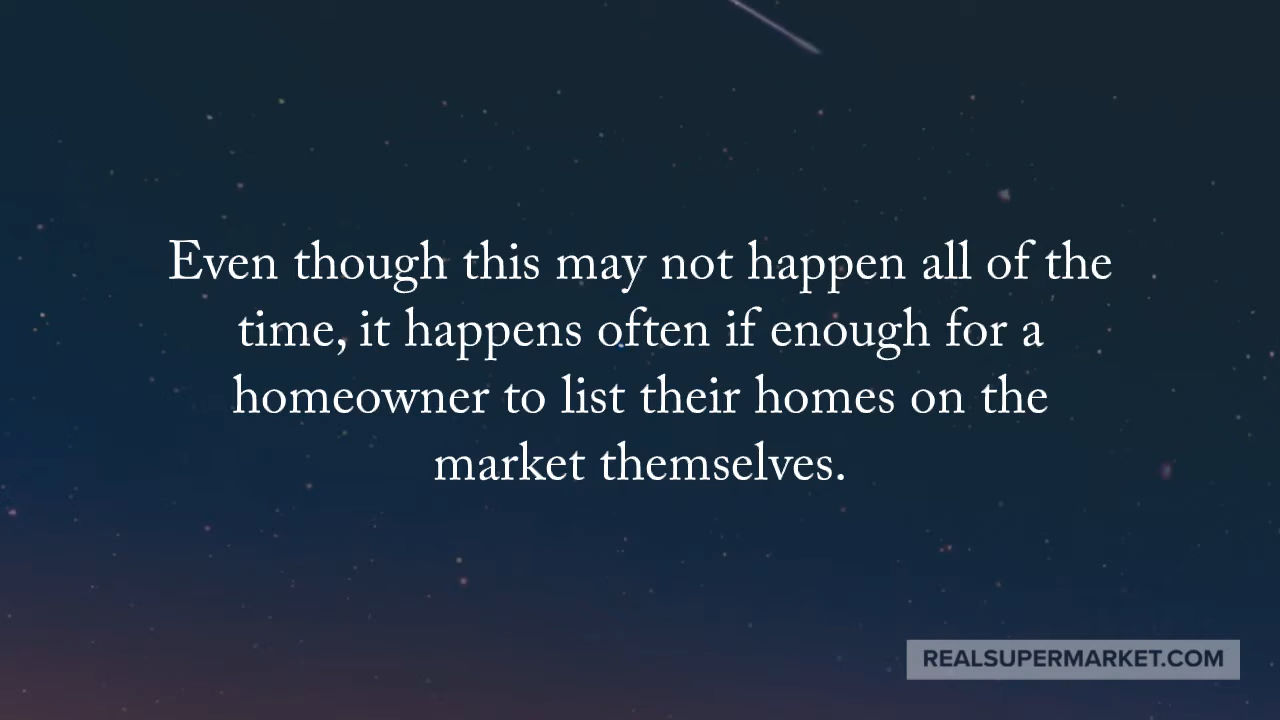 Even though this may not happen all of the
time, it happens often if enough for a
homeowner to list their homes on the
market themselves.
REALSUPERMARKET.COM